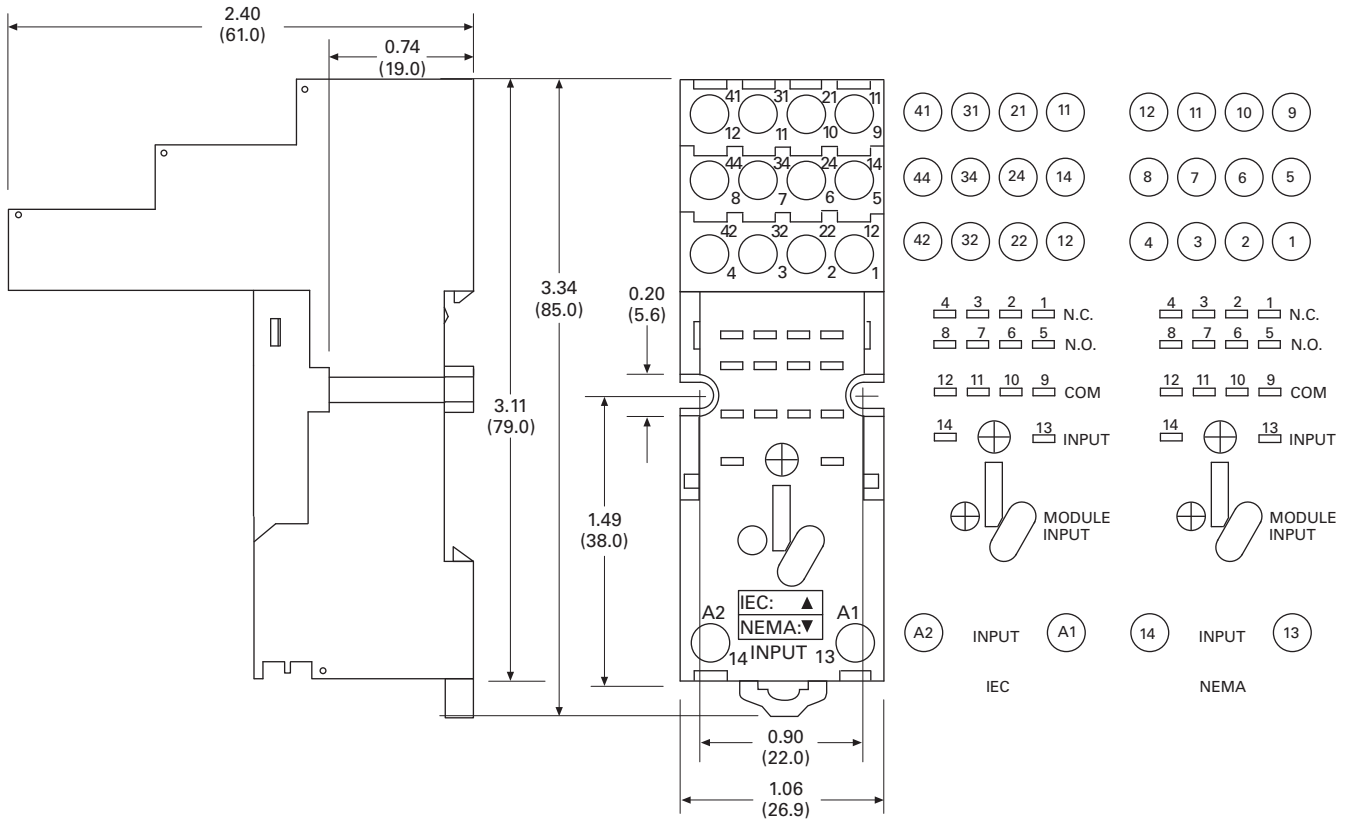 2.40
(61.0)
0.74
(19.0)
3.11
(79.0)
3.34
(85.0)
0.20
(5.6)
1.49
(38.0)
41 31 21 11
12 11 10 9
44 34 24 14
8 7 6 5
42 32 22 12
4 3 2 1
IEC: ▲
NEMA:▼
A2 A1
14 INPUT 13
0.90
(22.0)
1.06
(26.9)
41 31 21 11
44 34 24 14
42 32 22 12
4 3 2 1 N.C.
8 7 6 5 N.O.
12 11 10 9 COM
14 13 INPUT
MODULE
INPUT
A2 INPUT A1
IEC
12 11 10 9
8 7 6 5
4 3 2 1
4 3 2 1 N.C.
8 7 6 5 N.O.
12 11 10 9 COM
14 13 INPUT
MODULE
INPUT
14 INPUT 13
NEMA